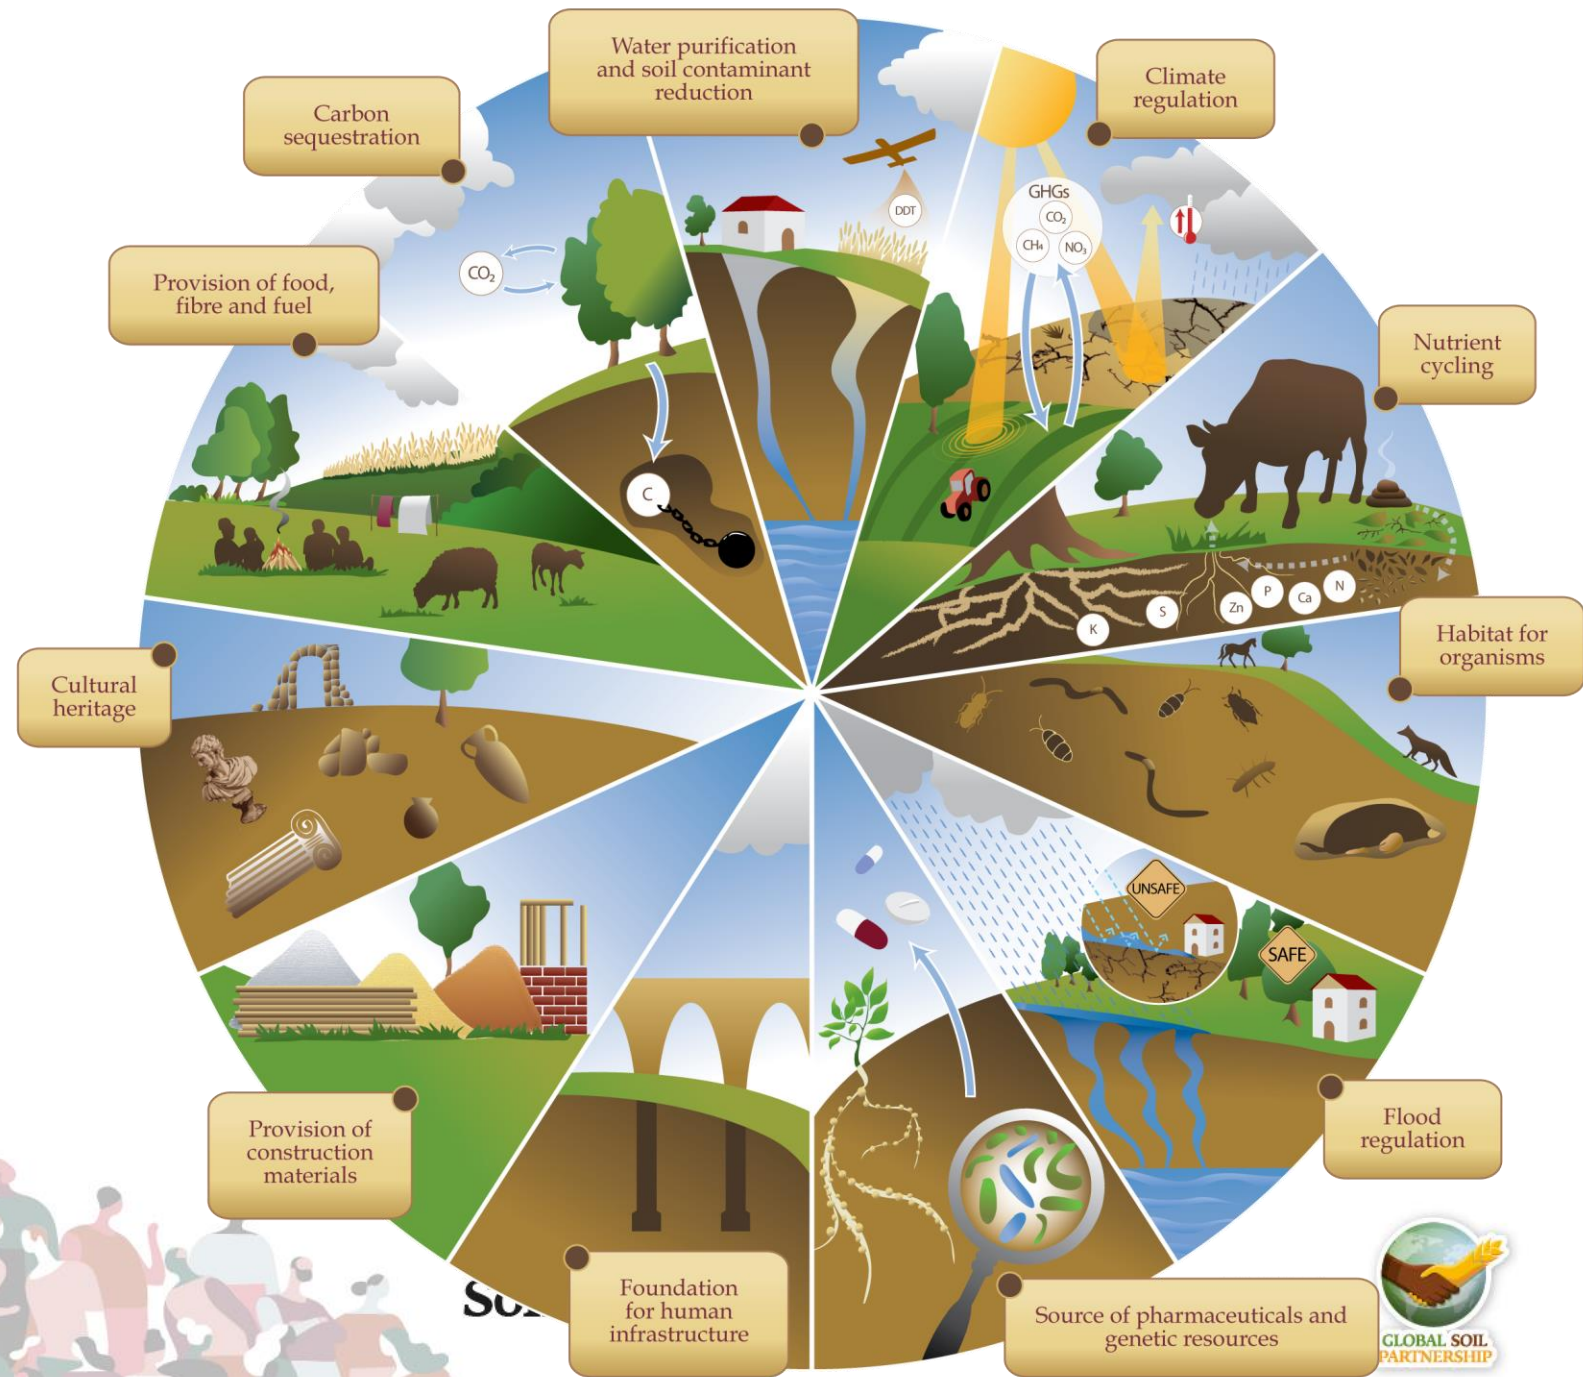 Water purification
and soil contaminant
reduction
Climate
regulation
Carbon
sequestration
DDT
GHGs
CO₂
CH₄
NO₃
CO₂
Provision of food,
fibre and fuel
Nutrient
cycling
C
K
S
Zn
P
Ca
N
Habitat for
organisms
Cultural
heritage
UNSAFE
SAFE
Provision of
construction
materials
Flood
regulation
Foundation
for human
infrastructure
Source of pharmaceuticals and
genetic resources
GLOBAL SOIL
PARTNERSHIP